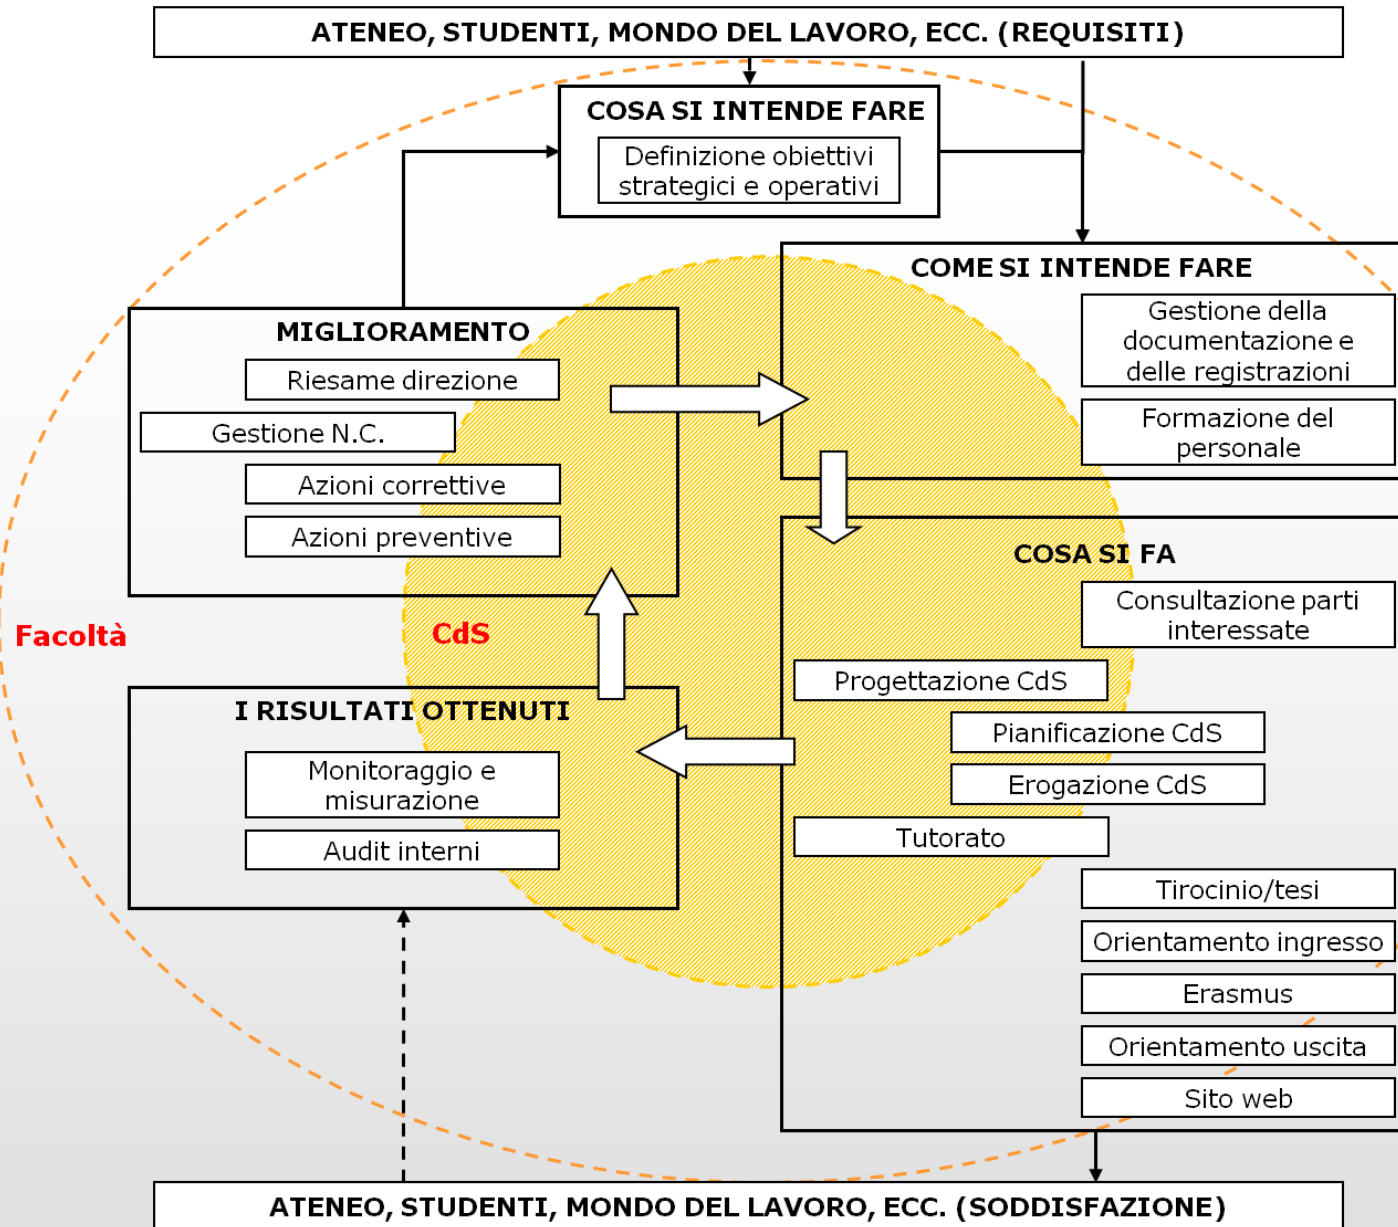 ATENEO, STUDENTI, MONDO DEL LAVORO, ECC. (REQUISITI)
COSA SI INTENDE FARE
Definizione obiettivi
strategici e operativi
COME SI INTENDE FARE
Gestione della
documentazione e
delle registrazioni
Formazione del
personale
MIGLIORAMENTO
Riesame direzione
Gestione N.C.
Azioni correttive
Azioni preventive
COSA SI FA
Consultazione parti
interessate
Progettazione CdS
Pianificazione CdS
Erogazione CdS
Tutorato
Tirocinio/tesi
Orientamento ingresso
Erasmus
Orientamento uscita
Sito web
Facoltà
CdS
I RISULTATI OTTENUTI
Monitoraggio e
misurazione
Audit interni
ATENEO, STUDENTI, MONDO DEL LAVORO, ECC. (SODDISFAZIONE)